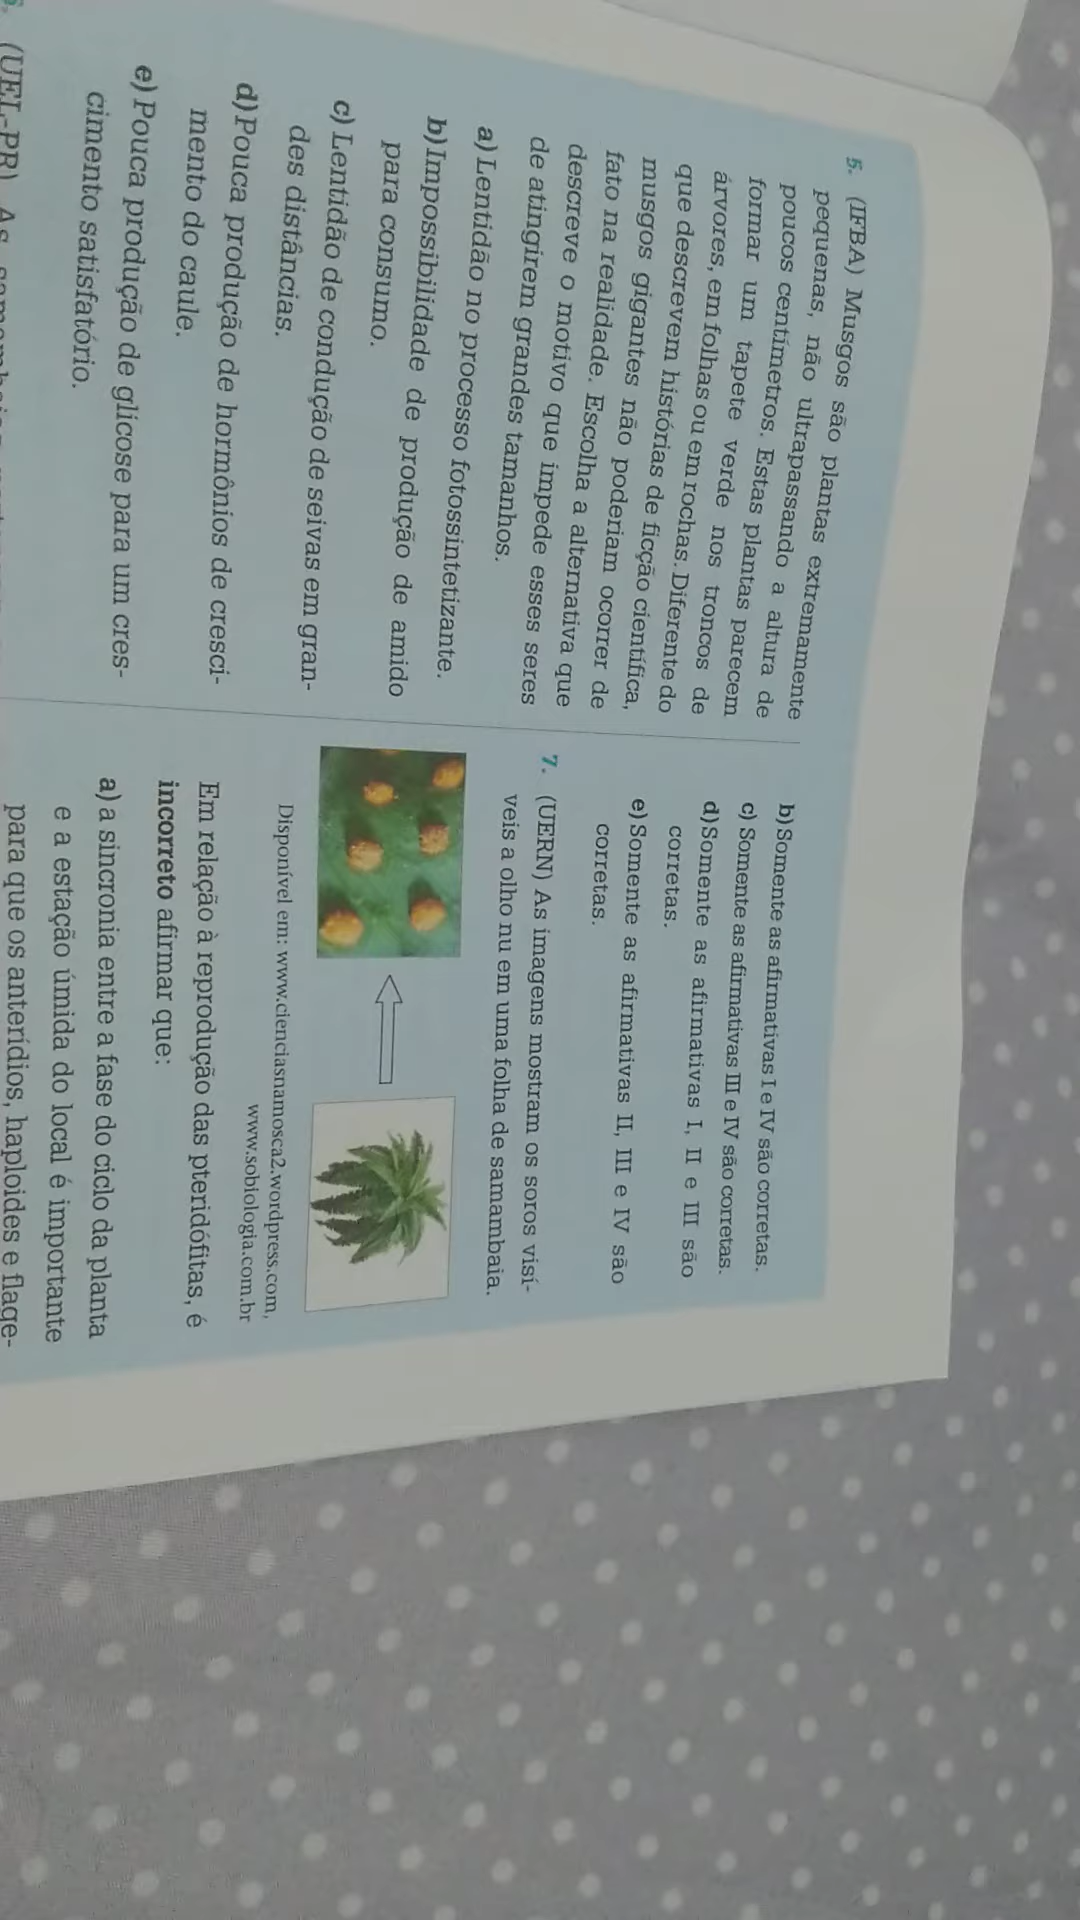 5. (IFBA) Musgos são plantas extremamente
pequenas, não ultrapassando a altura de
poucos centímetros. Estas plantas parecem
formar um tapete verde nos troncos de
árvores, em folhas ou em rochas. Diferente do
que descrevem histórias de ficção científica,
musgos gigantes não poderiam ocorrer de
fato na realidade. Escolha a alternativa que
descreve o motivo que impede esses seres
de atingirem grandes tamanhos.
a) Lentidão no processo fotossintetizante.
b) Impossibilidade de produção de amido
para consumo.
c) Lentidão de condução de seivas em gran-
des distâncias.
d) Pouca produção de hormônios de cresci-
mento do caule.
e) Pouca produção de glicose para um cres-
cimento satisfatório.
(UEL-PR) As
b) Somente as afirmativas I e IV são corretas.
c) Somente as afirmativas III e IV são corretas.
d) Somente as afirmativas I, II e III são
corretas.
e) Somente as afirmativas II, III e IV são
corretas.
7. (UERN) As imagens mostram os soros visí-
veis a olho nu em uma folha de samambaia.
Disponível em: www.cienciasnamosca2.wordpress.com,
www.sobiologia.com.br
Em relação à reprodução das pteridófitas, é
incorreto afirmar que:
a) a sincronia entre a fase do ciclo da planta
e a estação úmida do local é importante
para que os anterídios, haploides e flage-